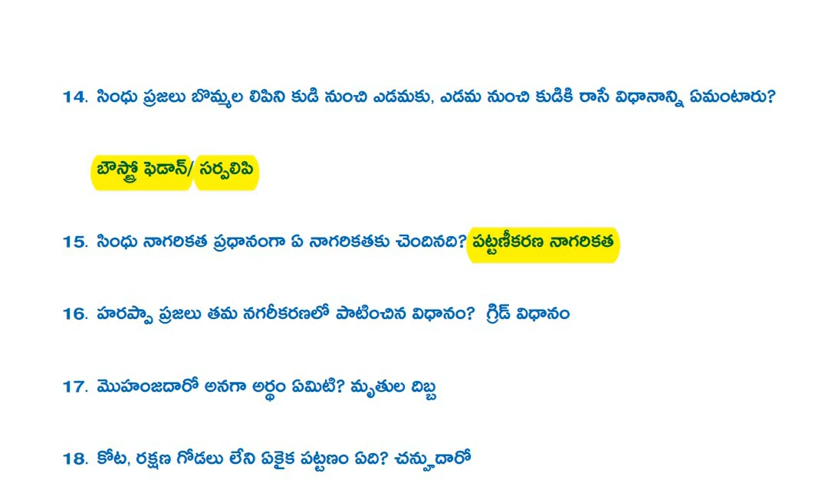 14. సింధు ప్రజలు బొమ్మల లిపిని కుడి నుంచి ఎడమకు, ఎడమ నుంచి కుడికి రాసే విధానాన్ని ఏమంటారు?
బౌస్ట్రో ఫెడాన్/ సర్పలిపి
15. సింధు నాగరికత ప్రధానంగా ఏ నాగరికతకు చెందినది? పట్టణీకరణ నాగరికత
16. హరప్పా ప్రజలు తమ నగరీకరణలో పాటించిన విధానం? గ్రిడ్ విధానం
17. మొహంజదారో అనగా అర్థం ఏమిటి? మృతుల దిబ్బ
18. కోట, రక్షణ గోడలు లేని ఏకైక పట్టణం ఏది? చన్హుదారో